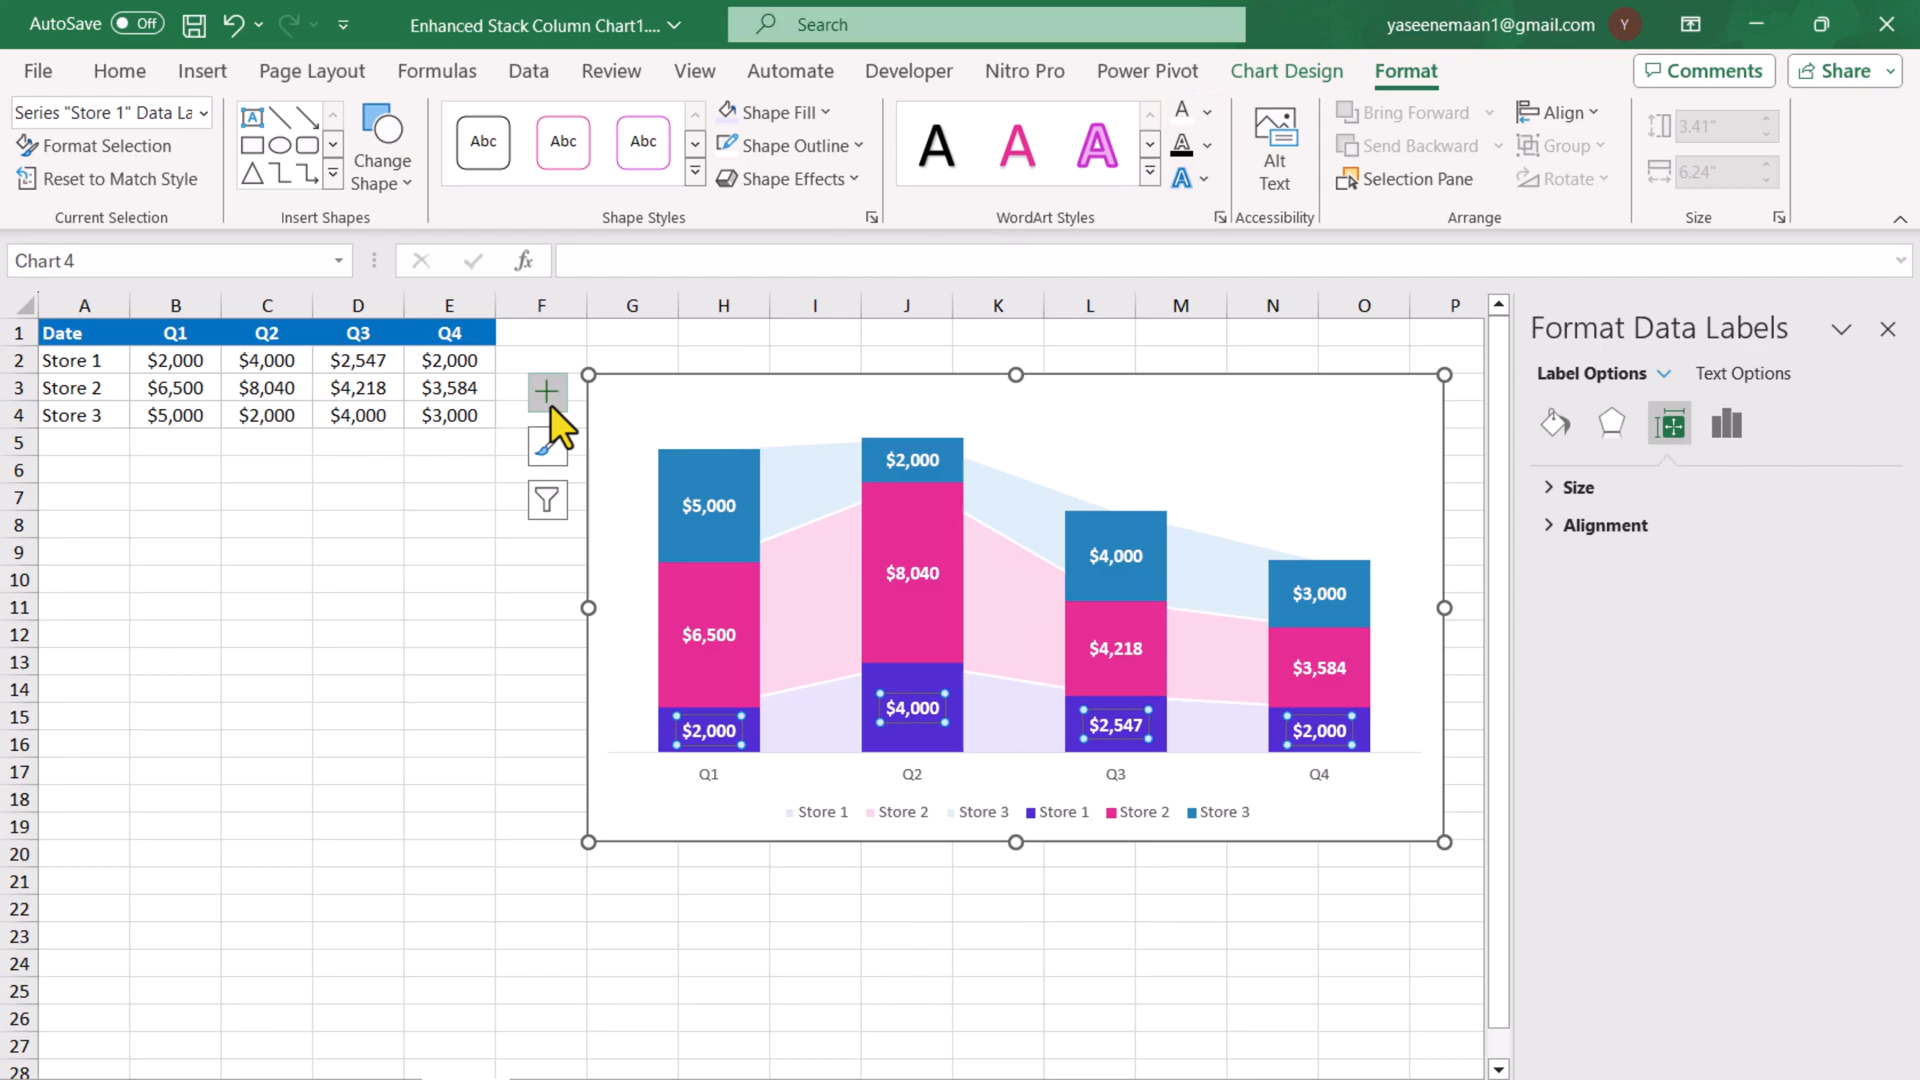 AutoSave Off Enhanced Stack Column Chart1.... Search yaseenemaan1@gmail.com Y
File Home Insert Page Layout Formulas Data Review View Automate Developer Nitro Pro Power Pivot Chart Design Format Comments Share
Series "Store 1" Data La
Format Selection
Reset to Match Style
Current Selection
A
Change
Shape
Insert Shapes
Abc Abc Abc
Shape Fill
Shape Outline
Shape Effects
Shape Styles
A A A
A
A
A
WordArt Styles
Alt
Text
Accessibility
Bring Forward
Send Backward
Selection Pane
Align
Group
Rotate
Arrange
3.41"
6.24"
Size
Chart 4 fx
A B C D E F G H I J K L M N O P
1 Date Q1 Q2 Q3 Q4
2 Store 1 $2,000 $4,000 $2,547 $2,000
3 Store 2 $6,500 $8,040 $4,218 $3,584
4 Store 3 $5,000 $2,000 $4,000 $3,000
5
6
7
8
9
10
11
12
13
14
15
16
17
18
19
20
21
22
23
24
25
26
27
28
$5,000 $2,000 $4,000 $3,000
$6,500 $8,040 $4,218 $3,584
$2,000 $4,000 $2,547 $2,000
Q1 Q2 Q3 Q4
Store 1 Store 2 Store 3 Store 1 Store 2 Store 3
Format Data Labels
Label Options Text Options
Size
Alignment